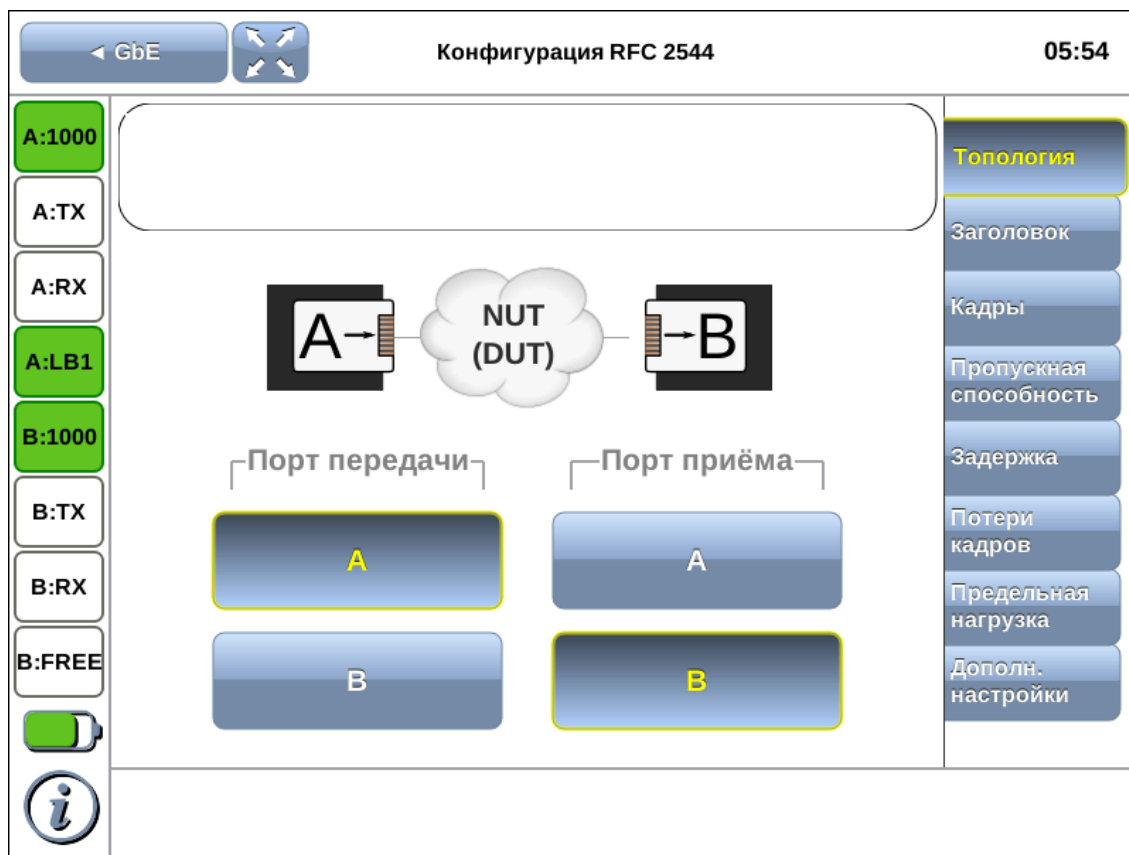 ◄ GbE
Конфигурация RFC 2544
05:54
A:1000
A:TX
A:RX
A:LB1
B:1000
B:TX
B:RX
B:FREE
i
A
NUT
(DUT)
B
Порт передачи
Порт приёма
A
A
B
B
Топология
Заголовок
Кадры
Пропускная
способность
Задержка
Потери
кадров
Предельная
нагрузка
Дополн.
настройки